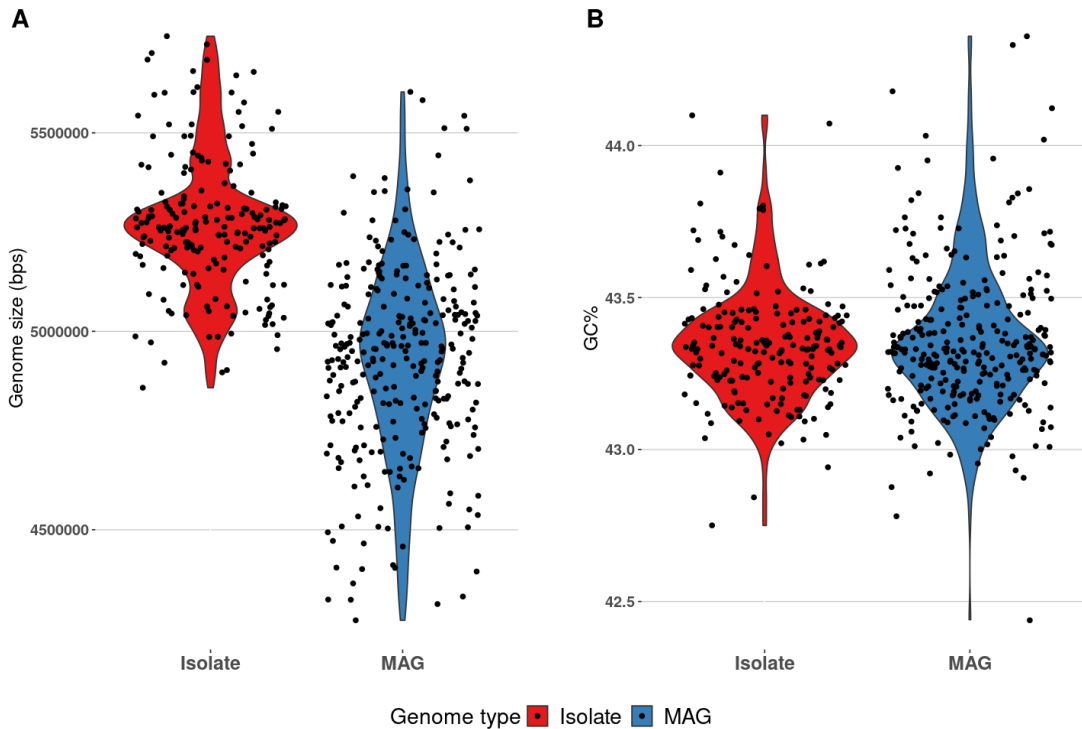 A
B
Genome size (bps)
5500000
5000000
4500000
Isolate
MAG
GC%
44.0
43.5
43.0
42.5
Isolate
MAG
Genome type Isolate MAG